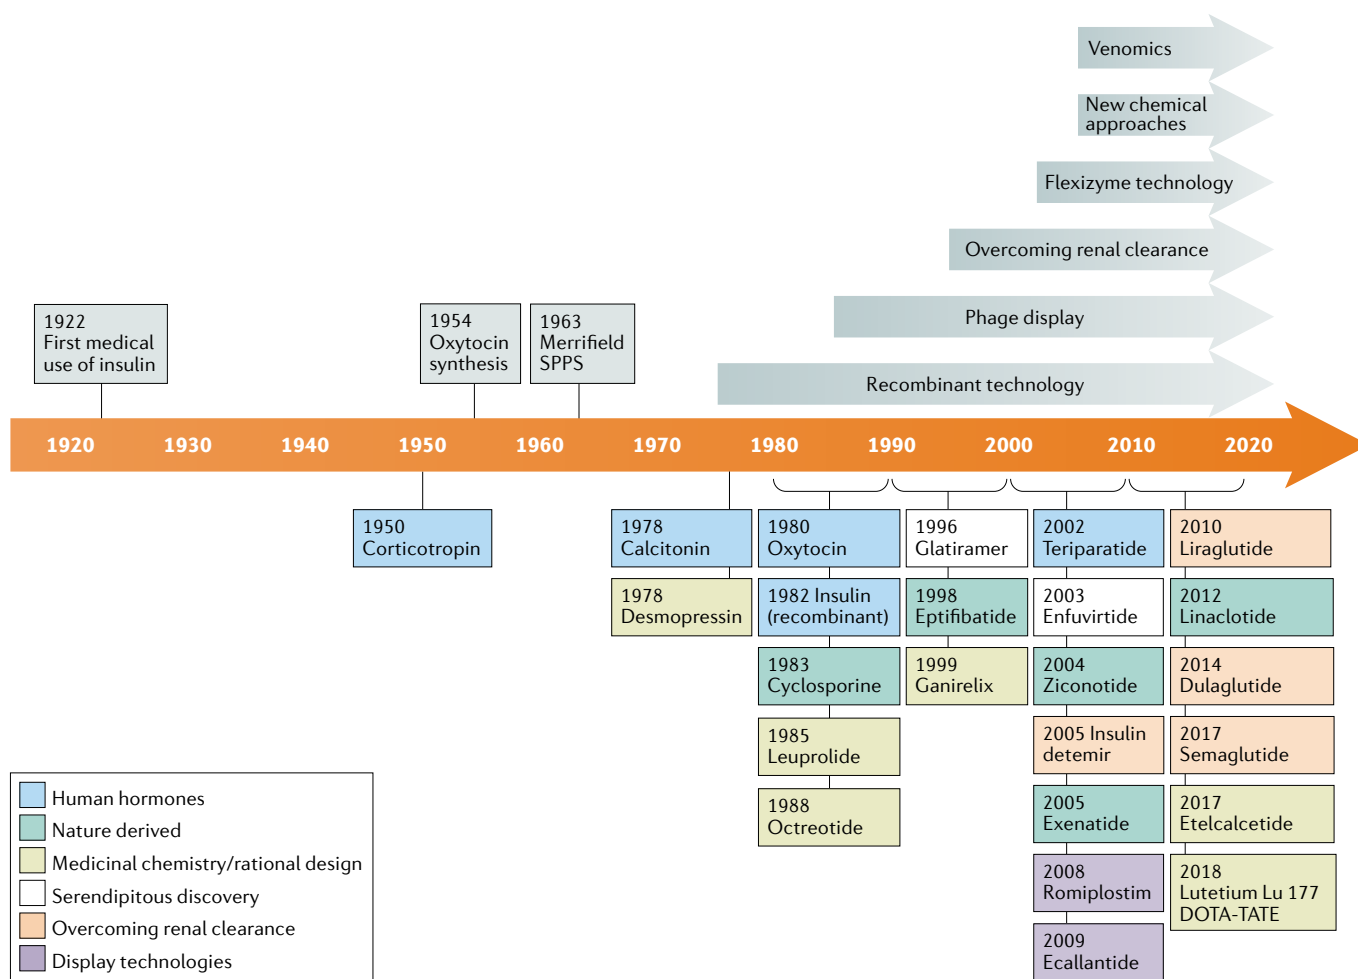 Venomics
New chemical
approaches
Flexizyme technology
Overcoming renal clearance
Phage display
Recombinant technology
1922
First medical
use of insulin
1954
Oxytocin
synthesis
1963
Merrifield
SPPS
1920 1930 1940 1950 1960 1970 1980 1990 2000 2010 2020
1950
Corticotropin
1978
Calcitonin
1978
Desmopressin
1980
Oxytocin
1982 Insulin
(recombinant)
1983
Cyclosporine
1985
Leuprolide
1988
Octreotide
1996
Glatiramer
1998
Eptifibatide
1999
Ganirelix
2002
Teriparatide
2003
Enfuvirtide
2004
Ziconotide
2005 Insulin
detemir
2005
Exenatide
2008
Romiplostim
2009
Ecallantide
2010
Liraglutide
2012
Linaclotide
2014
Dulaglutide
2017
Semaglutide
2017
Etelcalcetide
2018
Lutetium Lu 177
DOTA-TATE
Human hormones
Nature derived
Medicinal chemistry/rational design
Serendipitous discovery
Overcoming renal clearance
Display technologies